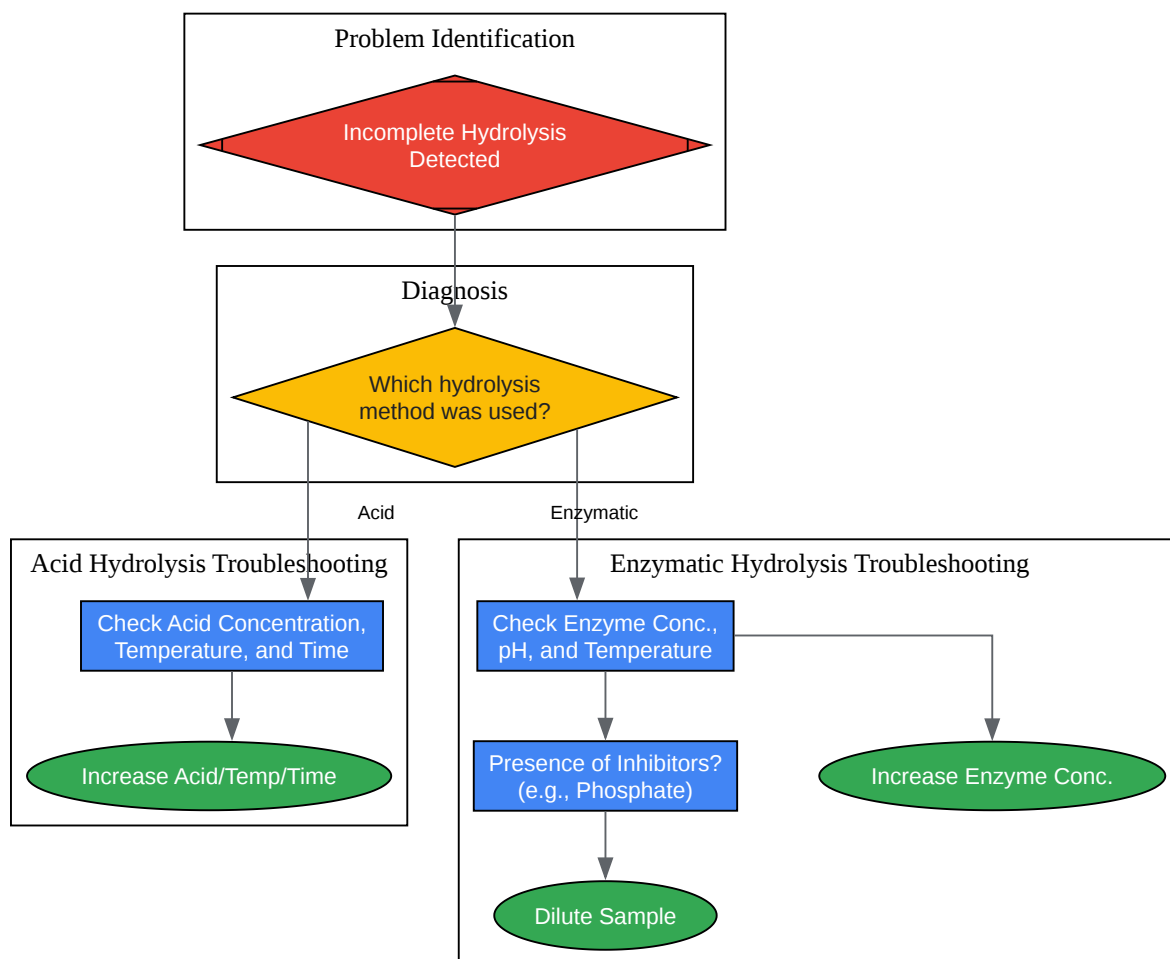 Problem Identification
Incomplete Hydrolysis
Detected
Diagnosis
Which hydrolysis
method was used?
Acid
Enzymatic
Acid Hydrolysis Troubleshooting
Check Acid Concentration,
Temperature, and Time
Increase Acid/Temp/Time
Enzymatic Hydrolysis Troubleshooting
Check Enzyme Conc.,
pH, and Temperature
Presence of Inhibitors?
(e.g., Phosphate)
Increase Enzyme Conc.
Dilute Sample